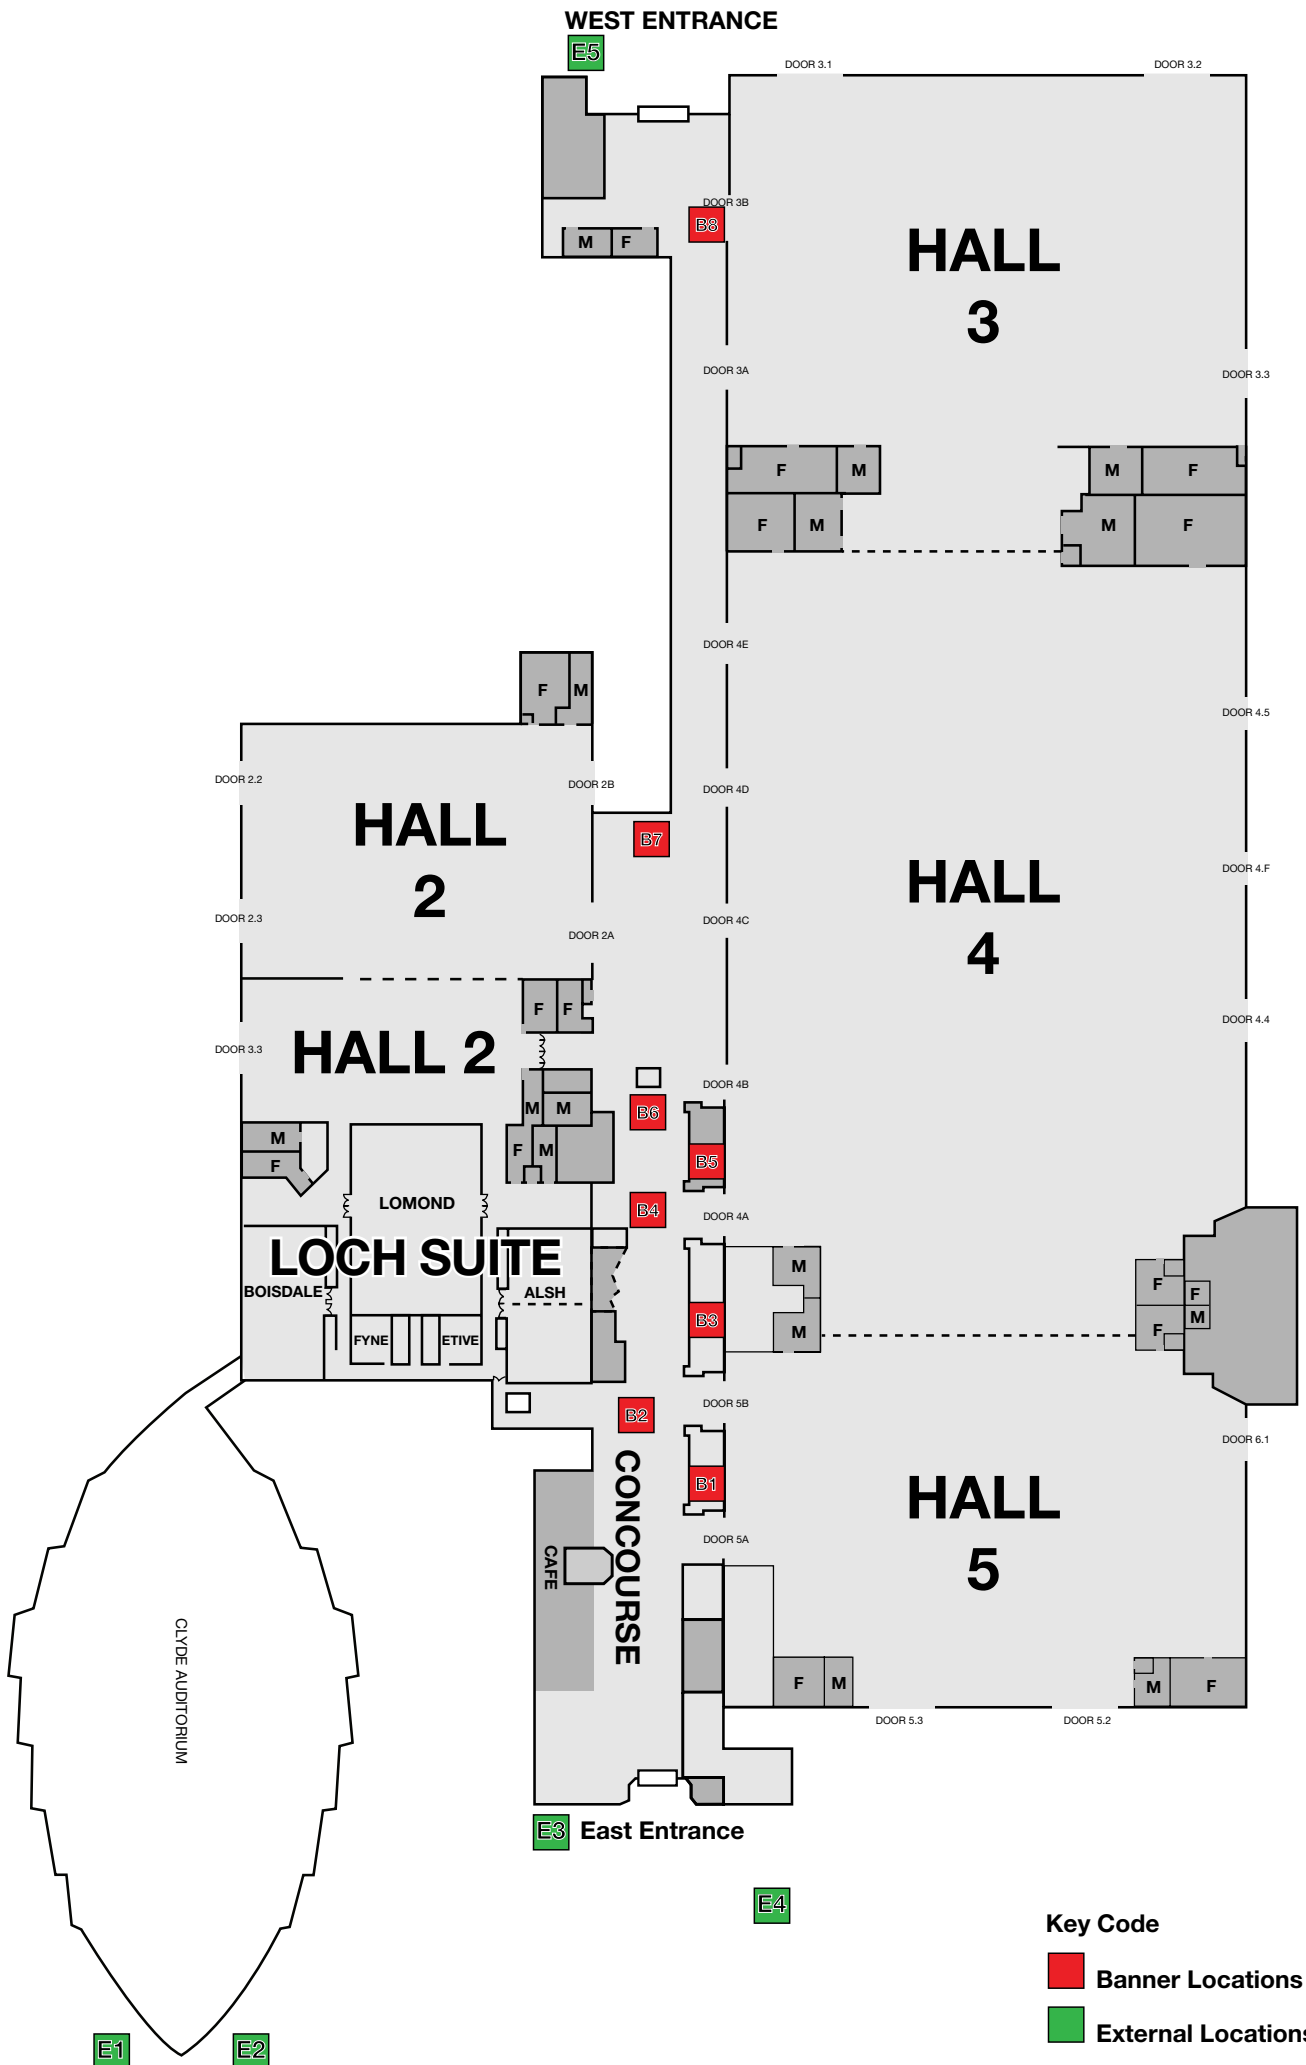 WEST ENTRANCE
E5
DOOR 3.1
DOOR 3.2
DOOR 3B
B8
M
F
HALL
3
DOOR 3A
DOOR 3.3
F
M
M
F
F
M
M
F
DOOR 4E
F
M
DOOR 4.5
DOOR 2.2
DOOR 2B
DOOR 4D
HALL
2
B7
HALL
4
DOOR 4.F
DOOR 2.3
DOOR 4C
DOOR 2A
F
F
DOOR 4.4
DOOR 3.3
HALL 2
DOOR 4B
M
M
B6
M
F
F
M
B5
LOMOND
B4
DOOR 4A
LOCH SUITE
BOISDALE
ALSH
M
M
F
F
F
M
B3
FYNE
ETIVE
DOOR 5B
B2
DOOR 6.1
CONCOURSE
B1
HALL
5
DOOR 5A
CAFE
CLYDE AUDITORIUM
F
M
M
F
DOOR 5.3
DOOR 5.2
E3
East Entrance
E4
Key Code
Banner Locations
External Locations
E1
E2